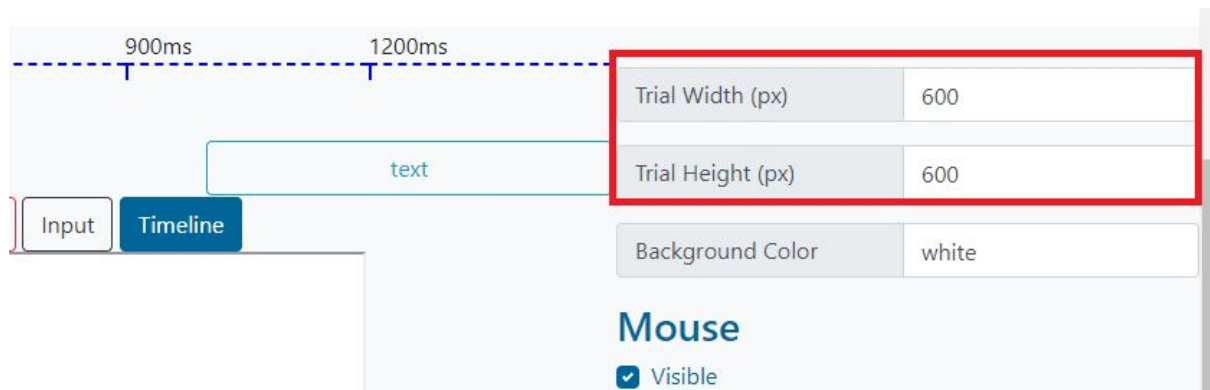 900ms 1200ms
Trial Width (px) 600
text
Trial Height (px) 600
Input Timeline
Background Color white
Mouse
Visible